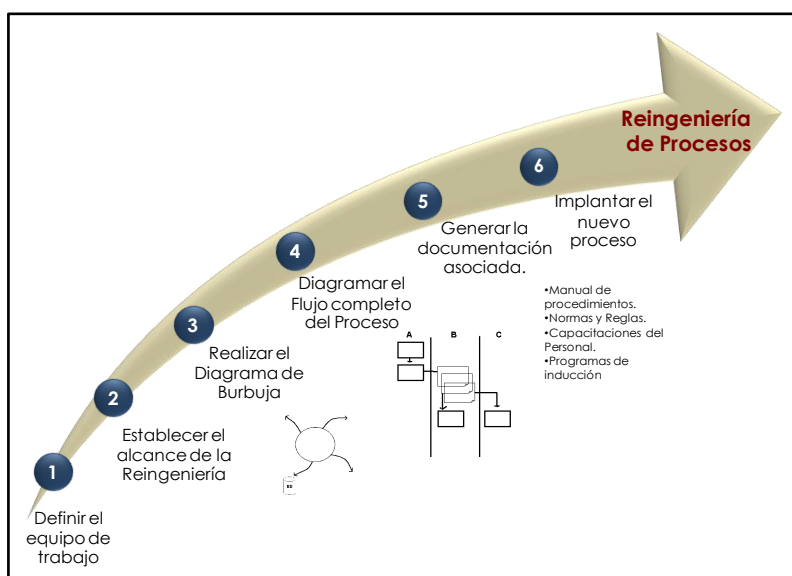 Reingeniería
de Procesos
1
Definir el
equipo de
trabajo
2
Establecer el
alcance de la
Reingeniería
3
Realizar el
Diagrama de
Burbuja
4
Diagramar el
Flujo completo
del Proceso
5
Generar la
documentación
asociada.
6
Implantar el
nuevo
proceso
•Manual de
procedimientos.
•Normas y Reglas.
•Capacitaciones del
Personal.
•Programas de
inducción
A B C